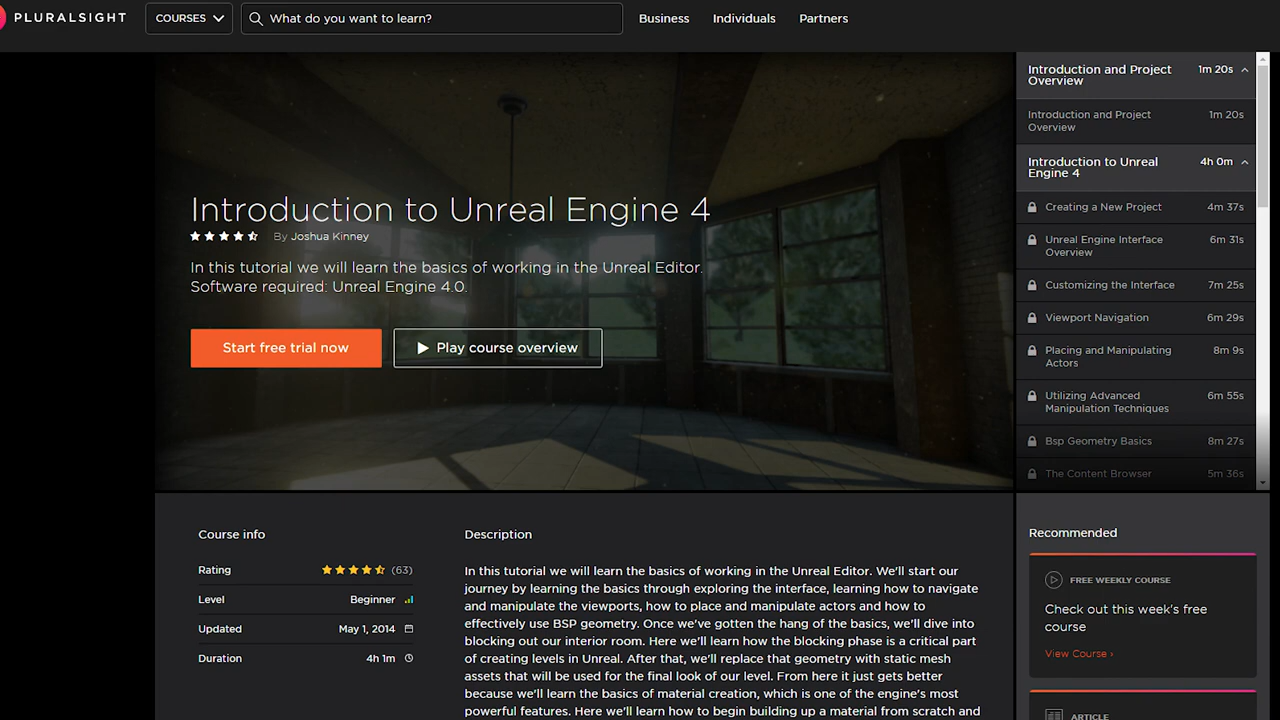 PLURALSIGHT
COURSES
What do you want to learn?
Business
Individuals
Partners
Introduction to Unreal Engine 4
By Joshua Kinney
In this tutorial we will learn the basics of working in the Unreal Editor.
Software required: Unreal Engine 4.0.
Start free trial now
Play course overview
Introduction and Project 1m 20s
Overview
Introduction and Project 1m 20s
Overview
Introduction to Unreal 4h 0m
Engine 4
Creating a New Project 4m 37s
Unreal Engine Interface 6m 31s
Overview
Customizing the Interface 7m 25s
Viewport Navigation 6m 29s
Placing and Manipulating 8m 9s
Actors
Utilizing Advanced 6m 55s
Manipulation Techniques
Bsp Geometry Basics 8m 27s
The Content Browser 5m 36s
Course info
Rating (63)
Level Beginner
Updated May 1, 2014
Duration 4h 1m
Description
In this tutorial we will learn the basics of working in the Unreal Editor. We'll start our
journey by learning the basics through exploring the interface, learning how to navigate
and manipulate the viewports, how to place and manipulate actors and how to
effectively use BSP geometry. Once we've gotten the hang of the basics, we'll dive into
blocking out our interior room. Here we'll learn how the blocking phase is a critical part
of creating levels in Unreal. After that, we'll replace that geometry with static mesh
assets that will be used for the final look of our level. From here it just gets better
because we'll learn the basics of material creation, which is one of the engine's most
powerful features. Here we'll learn how to begin building up a material from scratch and
Recommended
FREE WEEKLY COURSE
Check out this week's free
course
View Course ›
ARTICLE